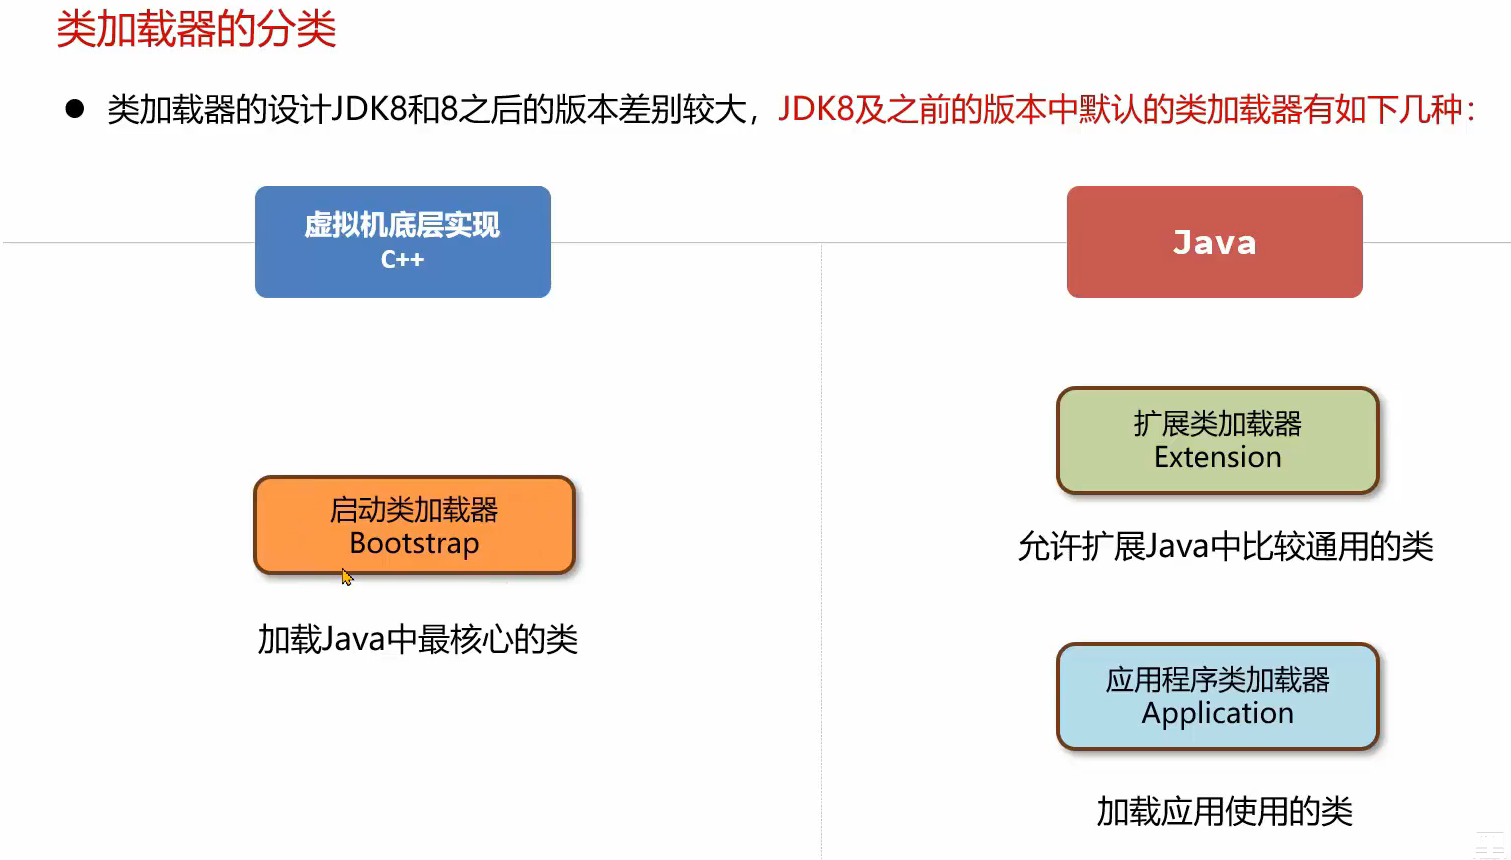 类加载器的分类
● 类加载器的设计JDK8和8之后的版本差别较大，JDK8及之前的版本中默认的类加载器有如下几种：
虚拟机底层实现
C++
Java
扩展类加载器
Extension
允许扩展Java中比较通用的类
启动类加载器
Bootstrap
加载Java中最核心的类
应用程序类加载器
Application
加载应用使用的类